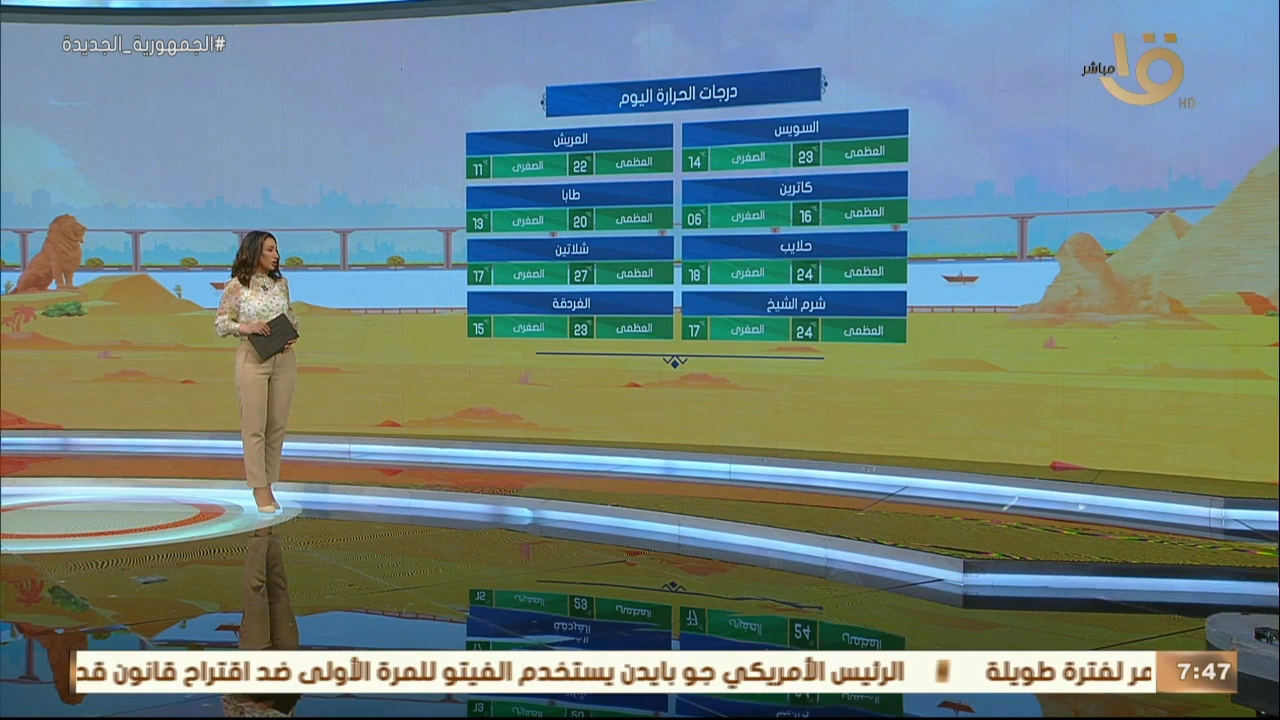 #الجمهورية_الجديدة
مباشر
HD
درجات الحرارة اليوم
السويس
العظمى 23 الصغرى 14
العريش
العظمى 22 الصغرى 11
كاترين
العظمى 16 الصغرى 06
طابا
العظمى 20 الصغرى 13
حلايب
العظمى 24 الصغرى 18
شلاتين
العظمى 27 الصغرى 17
شرم الشيخ
العظمى 24 الصغرى 17
الغردقة
العظمى 23 الصغرى 15
7:47
مر لفترة طويلة
الرئيس الأمريكي جو بايدن يستخدم الفيتو للمرة الأولى ضد اقتراح قانون قد